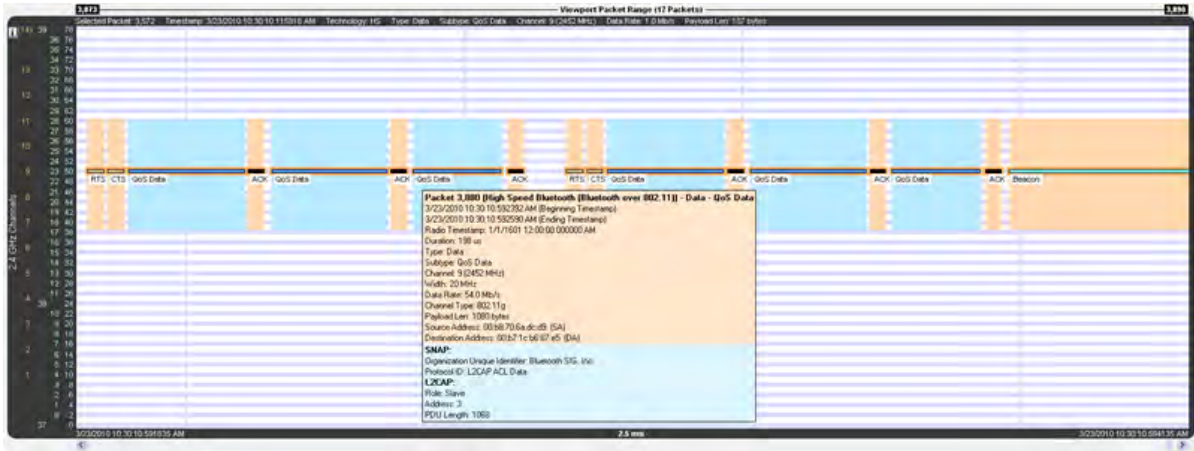 3,873
Viewport Packet Range (17 Packets)
3,890
Selected Packet: 3,572 Timestamp: 3/23/2010 10:30:10.115918 AM Technology: HS Type: Data Subtype: QoS Data Channel: 9 (2452 MHz) Data Rate: 1.0 Mb/s Payload Len: 107 bytes
2.4 GHz Channels
RTS CTS QoS Data ACK QoS Data ACK QoS Data ACK RTS CTS QoS Data ACK QoS Data ACK QoS Data ACK Beacon
Packet 3,880 [High Speed Bluetooth (Bluetooth over 802.11)] - Data - QoS Data
3/23/2010 10:30:10.592392 AM (Beginning Timestamp)
3/23/2010 10:30:10.592590 AM (Ending Timestamp)
Radio Timestamp: 1/1/1601 12:00:00.000000 AM
Duration: 198 us
Type: Data
Subtype: QoS Data
Channel: 9 (2452 MHz)
Width: 20 MHz
Data Rate: 54.0 Mb/s
Channel Type: 802.11g
Payload Len: 1080 bytes
SNAP:
Organization Unique Identifier: Bluetooth SIG, Inc.
Protocol ID: L2CAP ACL Data
L2CAP:
Role: Slave
Address: 3
PDU Length: 1068
3/23/2010 10:30:10.591635 AM
2.5 ms
3/23/2010 10:30:10.594135 AM